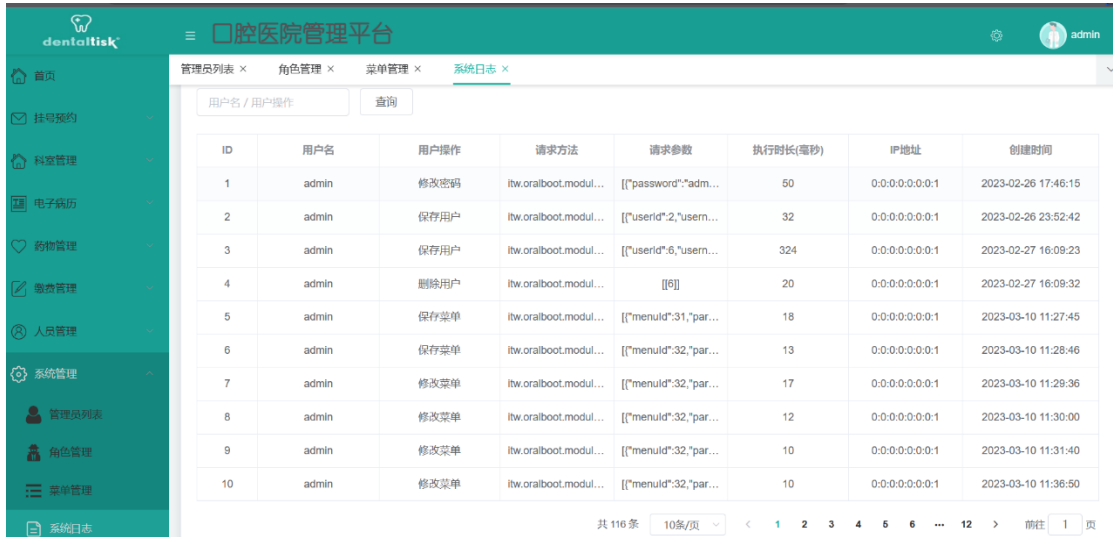 dentaltisk
口腔医院管理平台
admin
首页
挂号预约
科室管理
电子病历
药物管理
缴费管理
人员管理
系统管理
管理员列表
角色管理
菜单管理
系统日志
管理员列表 × 角色管理 × 菜单管理 × 系统日志 ×
用户名 / 用户操作 查询
ID 用户名 用户操作 请求方法 请求参数 执行时长(毫秒) IP地址 创建时间
1 admin 修改密码 itw.oralboot.modul... [{"password":"adm... 50 0:0:0:0:0:0:0:1 2023-02-26 17:46:15
2 admin 保存用户 itw.oralboot.modul... [{"userId":2,"usern... 32 0:0:0:0:0:0:0:1 2023-02-26 23:52:42
3 admin 保存用户 itw.oralboot.modul... [{"userId":6,"usern... 324 0:0:0:0:0:0:0:1 2023-02-27 16:09:23
4 admin 删除用户 itw.oralboot.modul... [[6]] 20 0:0:0:0:0:0:0:1 2023-02-27 16:09:32
5 admin 保存菜单 itw.oralboot.modul... [{"menuId":31,"par... 18 0:0:0:0:0:0:0:1 2023-03-10 11:27:45
6 admin 保存菜单 itw.oralboot.modul... [{"menuId":32,"par... 13 0:0:0:0:0:0:0:1 2023-03-10 11:28:46
7 admin 修改菜单 itw.oralboot.modul... [{"menuId":32,"par... 17 0:0:0:0:0:0:0:1 2023-03-10 11:29:36
8 admin 修改菜单 itw.oralboot.modul... [{"menuId":32,"par... 12 0:0:0:0:0:0:0:1 2023-03-10 11:30:00
9 admin 修改菜单 itw.oralboot.modul... [{"menuId":32,"par... 10 0:0:0:0:0:0:0:1 2023-03-10 11:31:40
10 admin 修改菜单 itw.oralboot.modul... [{"menuId":32,"par... 10 0:0:0:0:0:0:0:1 2023-03-10 11:36:50
共 116 条 10条/页 < 1 2 3 4 5 6 ... 12 > 前往 1 页